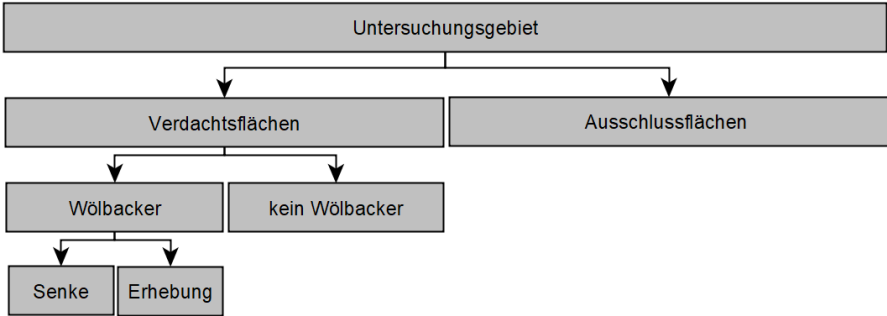 Untersuchungsgebiet
Verdachtsflächen
Ausschlussflächen
Wölbacker
kein Wölbacker
Senke
Erhebung